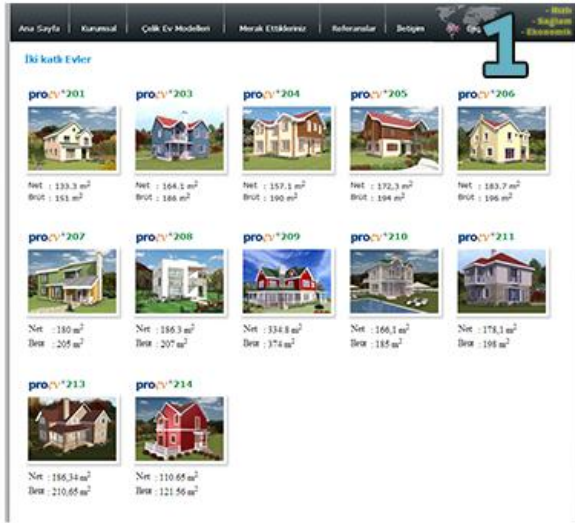 Ana Sayfa Kurumsal Çelik Ev Modelleri Merak Ettikleriniz Referanslar İletişim
- Hızlı
- Sağlam
- Ekonomik
1
İki katlı Evler
proev+201 proev+203 proev+204 proev+205 proev+206
Net : 133.3 m² Net : 164.1 m² Net : 157.1 m² Net : 172,3 m² Net : 183.7 m²
Brüt : 151 m² Brüt : 186 m² Brüt : 190 m² Brüt : 194 m² Brüt : 196 m²
proev+207 proev+208 proev+209 proev+210 proev+211
Net : 180 m² Net : 186.3 m² Net : 334.8 m² Net : 166,1 m² Net : 178,1 m²
Brüt : 205 m² Brüt : 207 m² Brüt : 374 m² Brüt : 185 m² Brüt : 198 m²
proev+213 proev+214
Net : 186,34 m² Net : 110.65 m²
Brüt : 210,65 m² Brüt : 121.56 m²